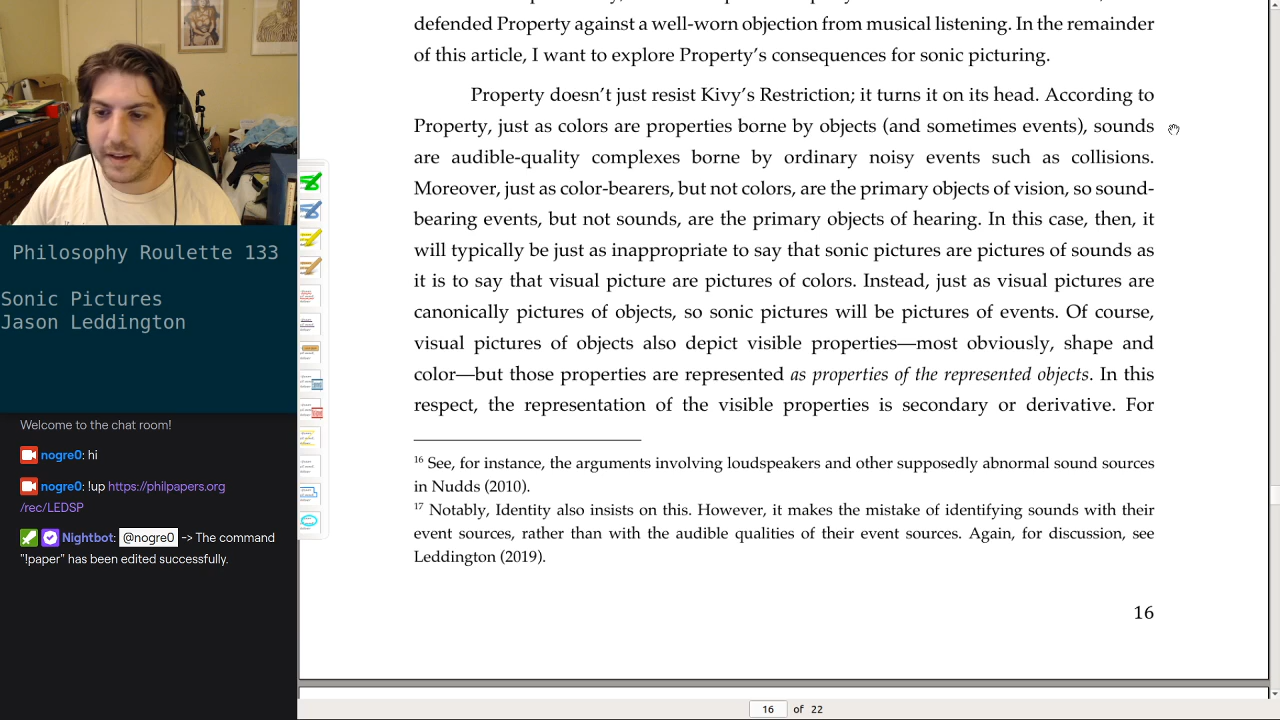 Philosophy Roulette 133
Sonic Pictures
Jason Leddington
Welcome to the chat room!
nogre0: hi
nogre0: !up https://philpapers.org
/rec/LEDSP
Nightbot: @nogre0 -> The command
"!paper" has been edited successfully.
defended Property against a well-worn objection from musical listening. In the remainder
of this article, I want to explore Property's consequences for sonic picturing.
Property doesn't just resist Kivy's Restriction; it turns it on its head. According to
Property, just as colors are properties borne by objects (and sometimes events), sounds
are audible-quality complexes borne by ordinary noisy events such as collisions.
Moreover, just as color-bearers, but not colors, are the primary objects of vision, so sound-
bearing events, but not sounds, are the primary objects of hearing. In this case, then, it
will typically be just as inappropriate to say that sonic pictures are pictures of sounds as
it is to say that visual pictures are pictures of colors. Instead, just as visual pictures are
canonically pictures of objects, so sonic pictures will be pictures of events. Of course,
visual pictures of objects also depict visible properties—most obviously, shape and
color—but those properties are represented as properties of the represented objects. In this
respect, the representation of the visible properties is secondary or derivative. For
16 See, for instance, the arguments involving loudspeakers and other supposedly atypical sound sources
in Nudds (2010).
17 Notably, Identity also insists on this. However, it makes the mistake of identifying sounds with their
event sources, rather than with the audible qualities of their event sources. Again, for discussion, see
Leddington (2019).
16
16 of 22